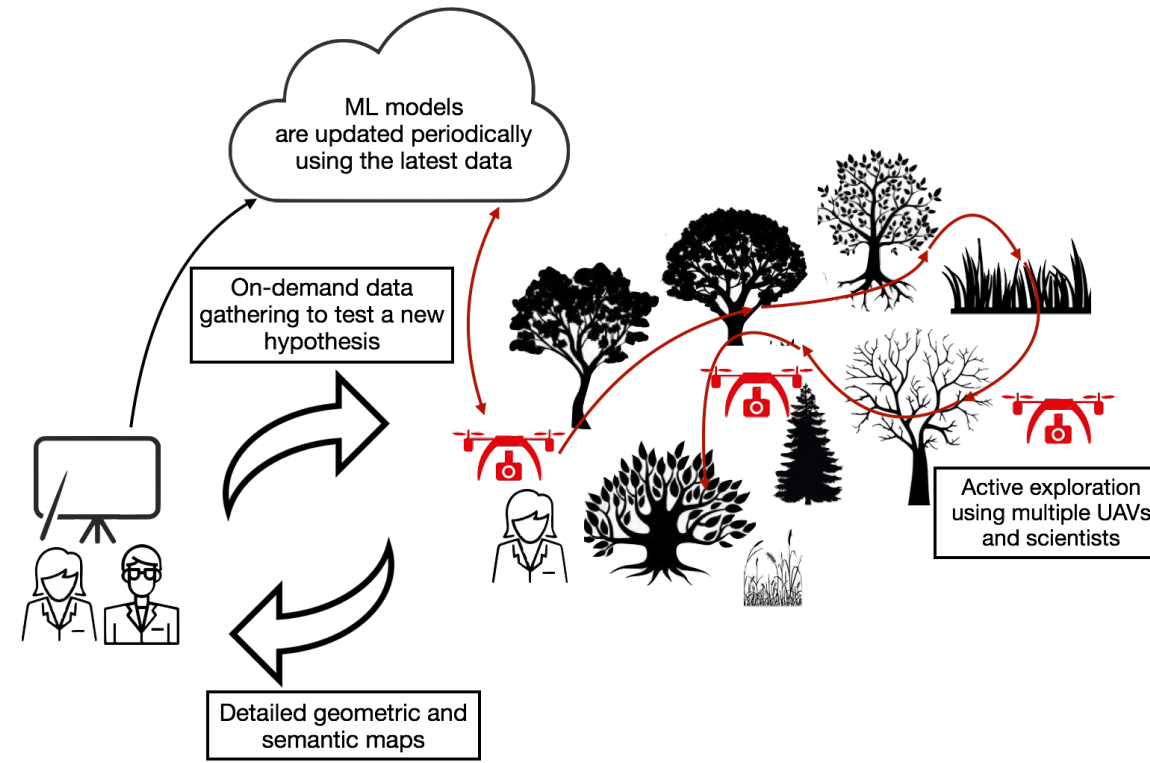 ML models
are updated periodically
using the latest data
On-demand data
gathering to test a new
hypothesis
Active exploration
using multiple UAVs
and scientists
Detailed geometric and
semantic maps